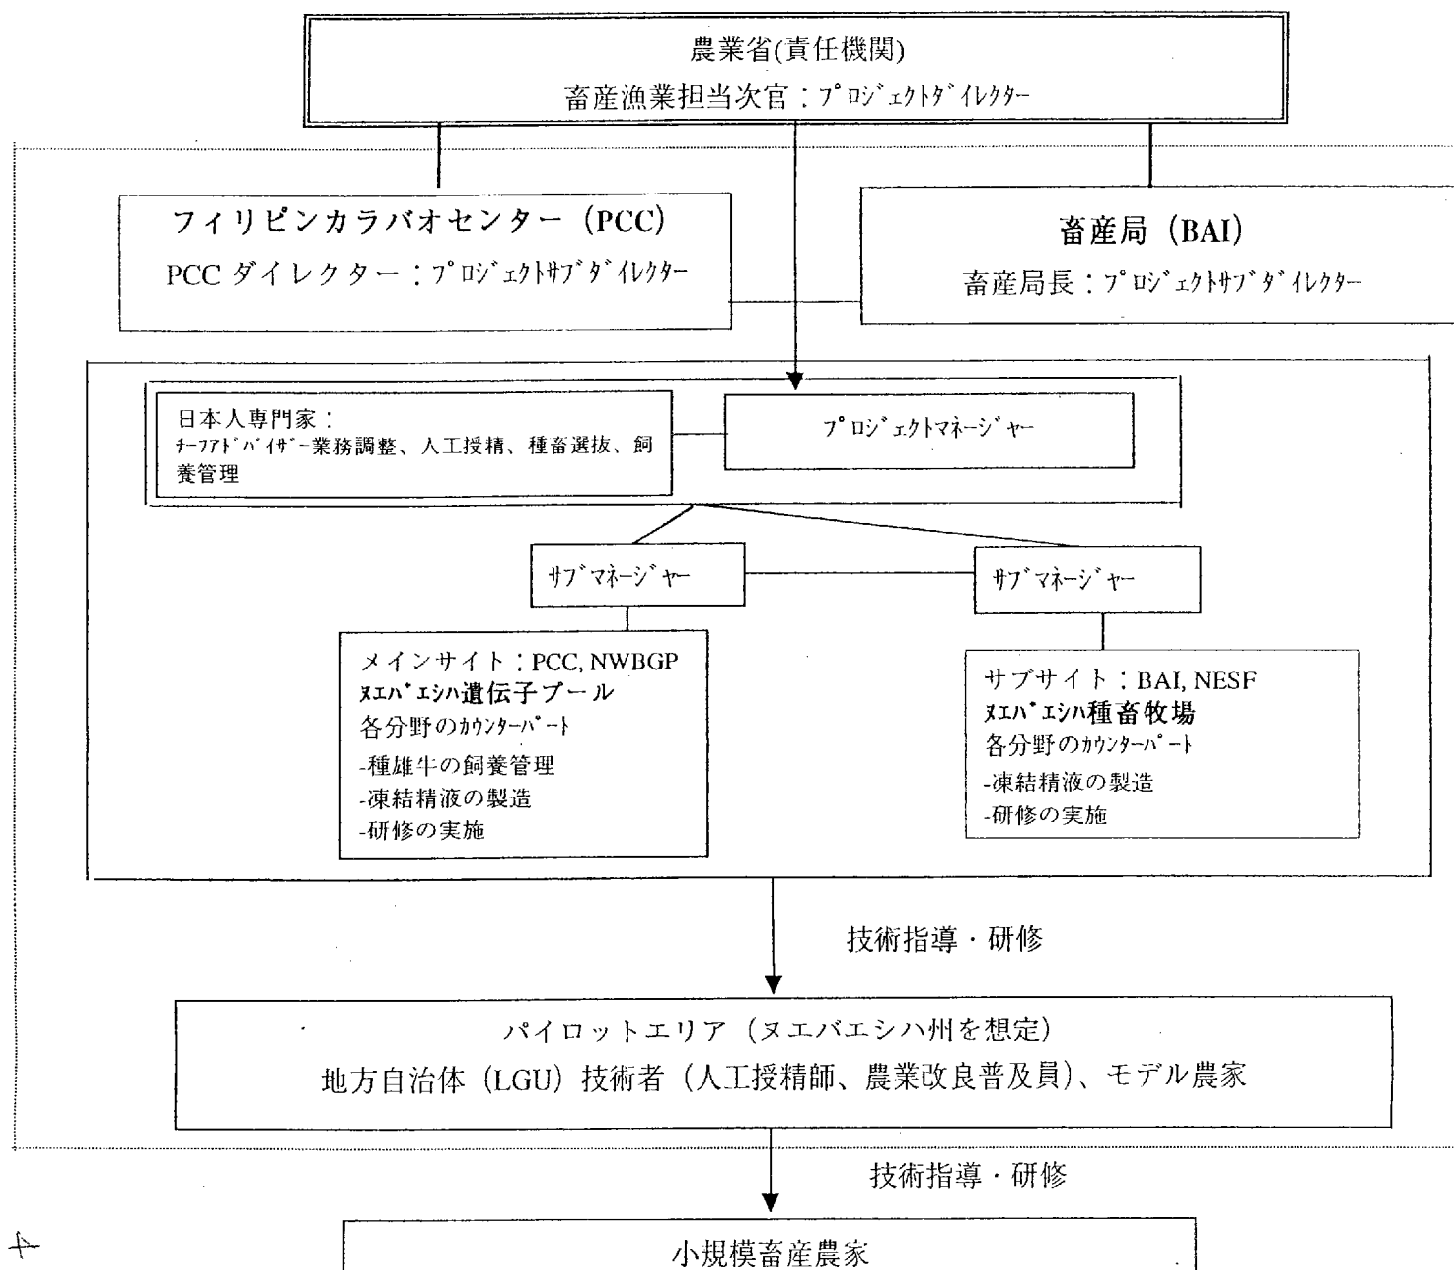 農業省(責任機関)
畜産漁業担当次官：ﾌﾟﾛｼﾞｪｸﾄﾀﾞｲﾚｸﾀｰ
フィリピンカラバオセンター（PCC）
PCC ダイレクター：ﾌﾟﾛｼﾞｪｸﾄｻﾌﾞﾀﾞｲﾚｸﾀｰ
畜産局（BAI）
畜産局長：ﾌﾟﾛｼﾞｪｸﾄｻﾌﾞﾀﾞｲﾚｸﾀｰ
日本人専門家：
ﾁｰﾌｱﾄﾞﾊﾞｲｻﾞｰ業務調整、人工授精、種畜選抜、飼
養管理
ﾌﾟﾛｼﾞｪｸﾄﾏﾈｰｼﾞｬｰ
ｻﾌﾞﾏﾈｰｼﾞｬｰ
ｻﾌﾞﾏﾈｰｼﾞｬｰ
メインサイト：PCC, NWBGP
ﾇｴﾊﾞｴｼﾊ遺伝子プール
各分野のｶｳﾝﾀｰﾊﾟｰﾄ
-種雄牛の飼養管理
-凍結精液の製造
-研修の実施
サブサイト：BAI, NESF
ﾇｴﾊﾞｴｼﾊ種畜牧場
各分野のｶｳﾝﾀｰﾊﾟｰﾄ
-凍結精液の製造
-研修の実施
技術指導・研修
パイロットエリア（ヌエバエシハ州を想定）
地方自治体（LGU）技術者（人工授精師、農業改良普及員）、モデル農家
技術指導・研修
小規模畜産農家